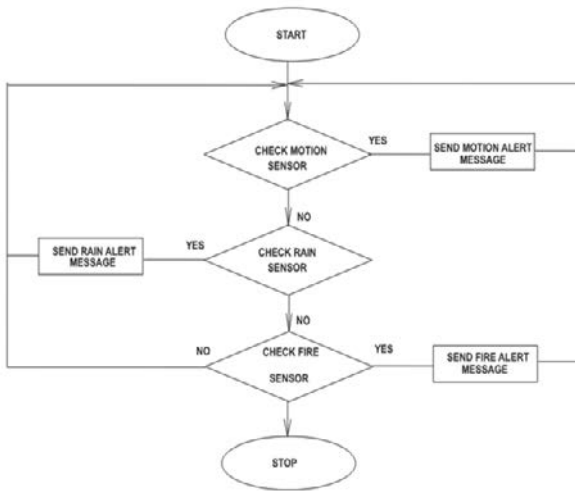 START
CHECK MOTION
SENSOR
YES
SEND MOTION ALERT
MESSAGE
NO
SEND RAIN ALERT
MESSAGE
YES
CHECK RAIN
SENSOR
NO
NO
CHECK FIRE
SENSOR
YES
SEND FIRE ALERT
MESSAGE
STOP